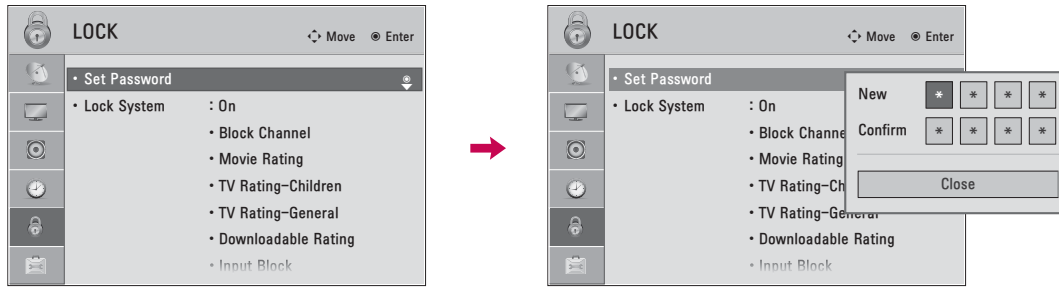 LOCK
Move
Enter
• Set Password
• Lock System : On
• Block Channel
• Movie Rating
• TV Rating-Children
• TV Rating-General
• Downloadable Rating
• Input Block
LOCK
Move
Enter
• Set Password
• Lock System : On
• Block Channe
• Movie Rating
• TV Rating-Ch
• TV Rating-General
• Downloadable Rating
• Input Block
New * * * *
Confirm * * * *
Close